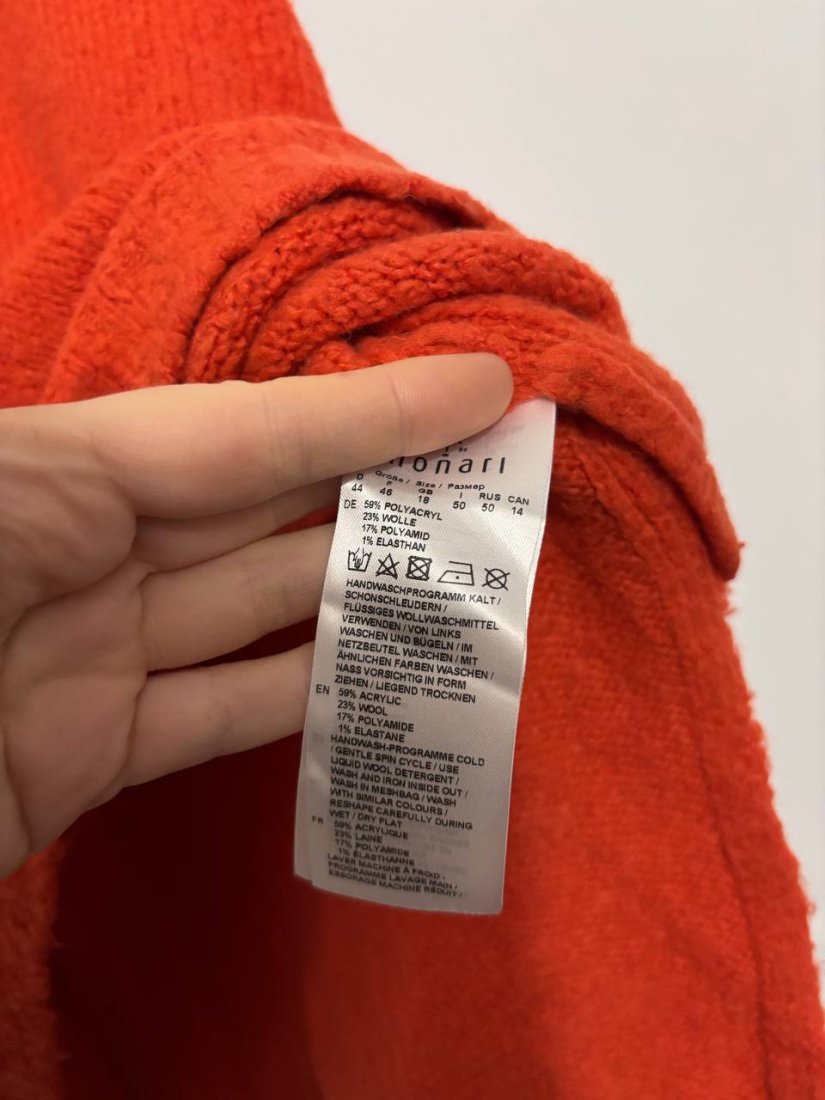 monari
Größe / Size / Размер
D F GB I RUS CAN
44 46 18 50 50 14
DE 59% POLYACRYL
23% WOLLE
17% POLYAMID
1% ELASTHAN
HANDWASCHPROGRAMM KALT /
SCHONSCHLEUDERN /
FLÜSSIGES WOLLWASCHMITTEL
VERWENDEN / VON LINKS
WASCHEN UND BÜGELN / IM
NETZBEUTEL WASCHEN / MIT
ÄHNLICHEN FARBEN WASCHEN /
NASS VORSICHTIG IN FORM
ZIEHEN / LIEGEND TROCKNEN
EN 59% ACRYLIC
23% WOOL
17% POLYAMIDE
1% ELASTANE
HANDWASH-PROGRAMME COLD
/ GENTLE SPIN CYCLE / USE
LIQUID WOOL DETERGENT /
WASH AND IRON INSIDE OUT /
WASH IN MESHBAG / WASH
WITH SIMILAR COLOURS /
RESHAPE CAREFULLY DURING
WET / DRY FLAT
FR 59% ACRYLIQUE
23% LAINE
17% POLYAMIDE
1% ÉLASTHANNE
LAVER MACHINE À FROID -
PROGRAMME LAVAGE MAIN /
ESSORAGE MACHINE RÉDUIT /